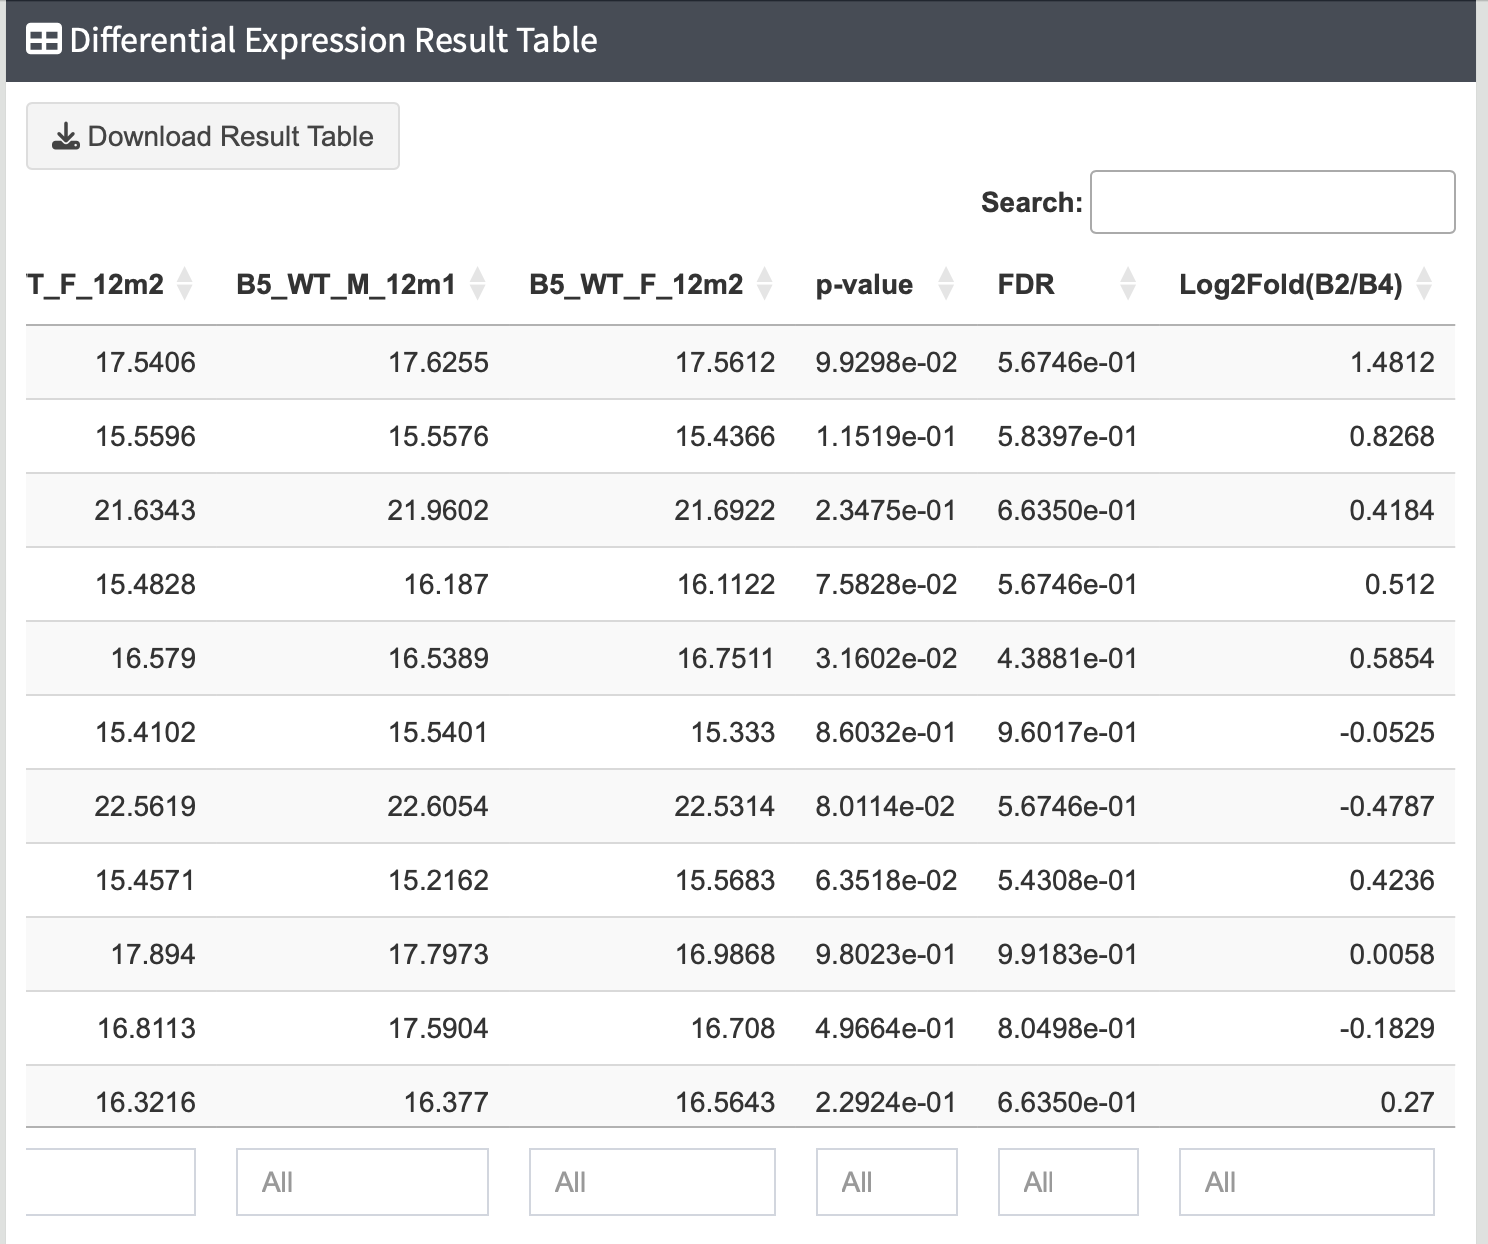 Differential Expression Result Table
Download Result Table
Search:
T_F_12m2 B5_WT_M_12m1 B5_WT_F_12m2 p-value FDR Log2Fold(B2/B4)
17.5406 17.6255 17.5612 9.9298e-02 5.6746e-01 1.4812
15.5596 15.5576 15.4366 1.1519e-01 5.8397e-01 0.8268
21.6343 21.9602 21.6922 2.3475e-01 6.6350e-01 0.4184
15.4828 16.187 16.1122 7.5828e-02 5.6746e-01 0.512
16.579 16.5389 16.7511 3.1602e-02 4.3881e-01 0.5854
15.4102 15.5401 15.333 8.6032e-01 9.6017e-01 -0.0525
22.5619 22.6054 22.5314 8.0114e-02 5.6746e-01 -0.4787
15.4571 15.2162 15.5683 6.3518e-02 5.4308e-01 0.4236
17.894 17.7973 16.9868 9.8023e-01 9.9183e-01 0.0058
16.8113 17.5904 16.708 4.9664e-01 8.0498e-01 -0.1829
16.3216 16.377 16.5643 2.2924e-01 6.6350e-01 0.27
All All All All All